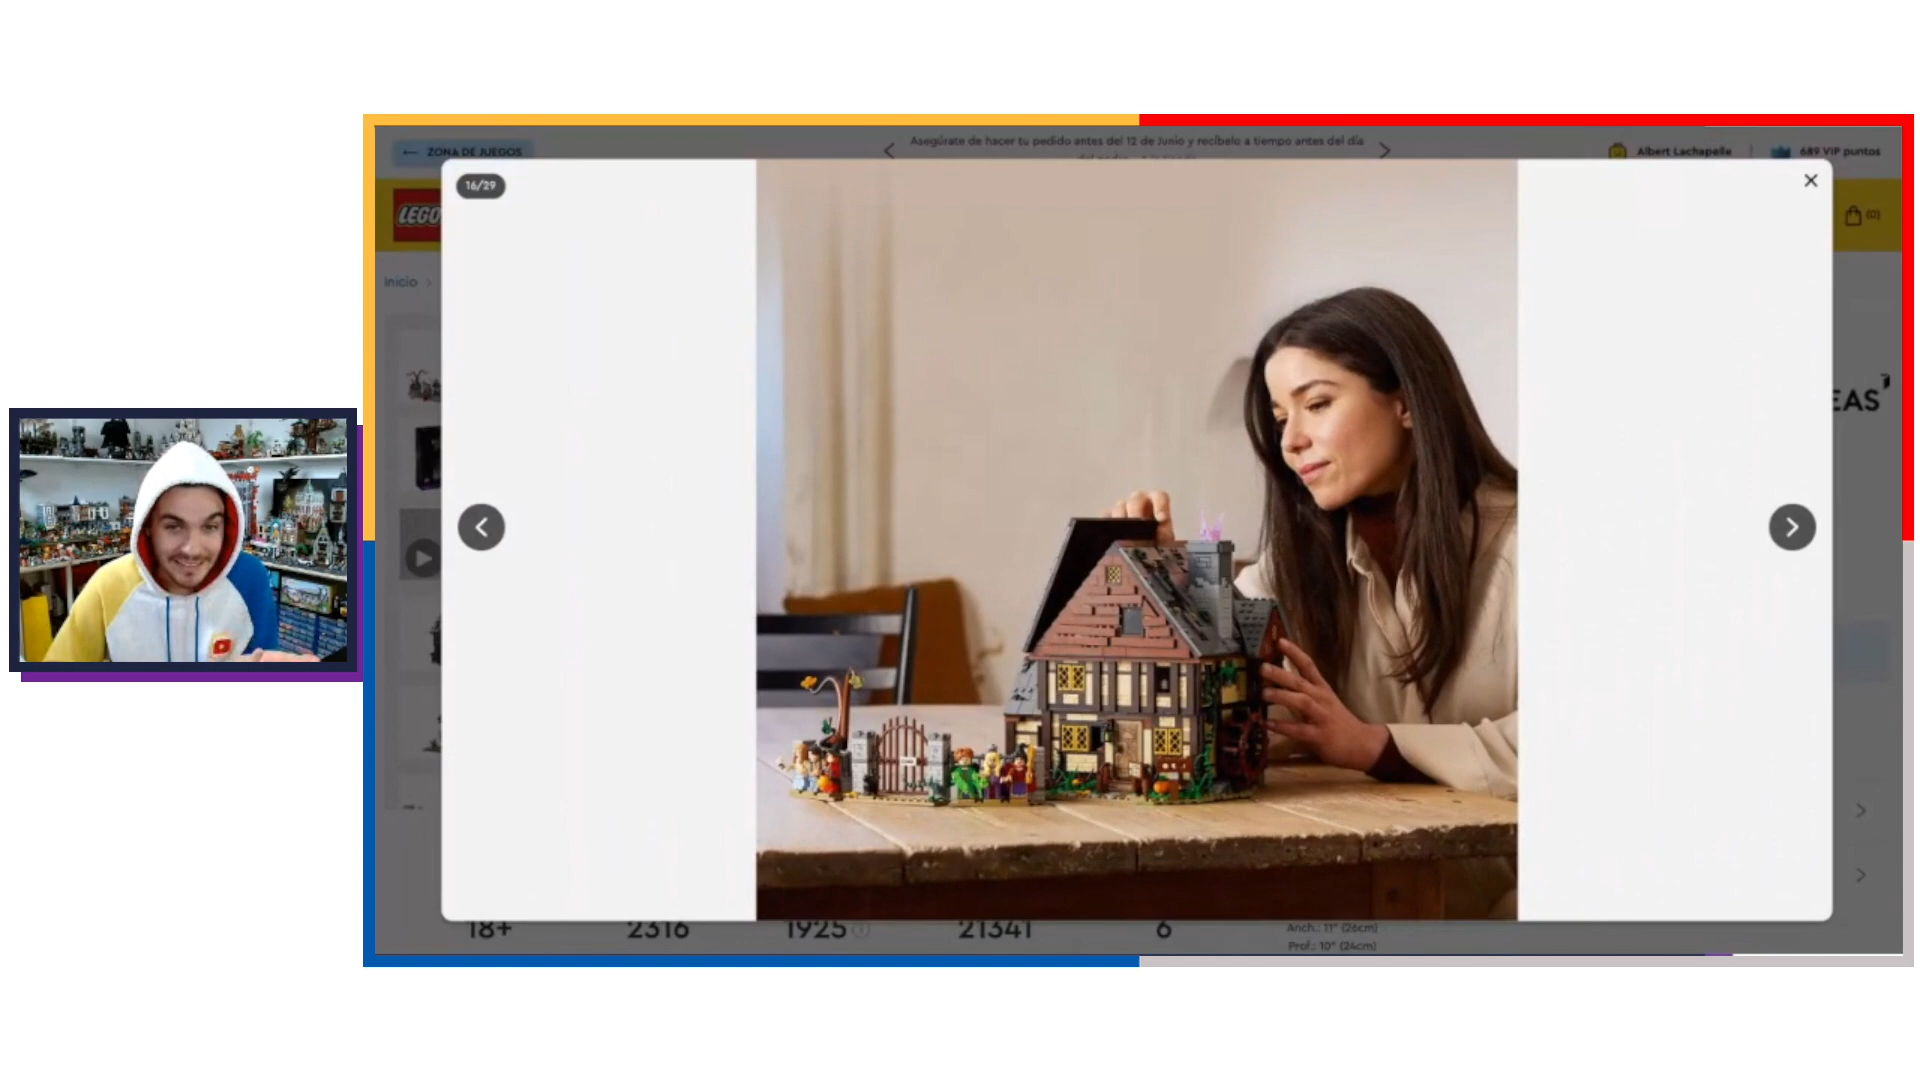 ← ZONA DE JUEGOS
Asegúrate de hacer tu pedido antes del 12 de Junio y recíbelo a tiempo antes del día
Albert Lachapelle
689 VIP puntos
16/29
LEGO
(0)
Inicio
EAS
18+
2316
1925
21341
6
Anch.: 11" (26cm)
Prof.: 10" (24cm)